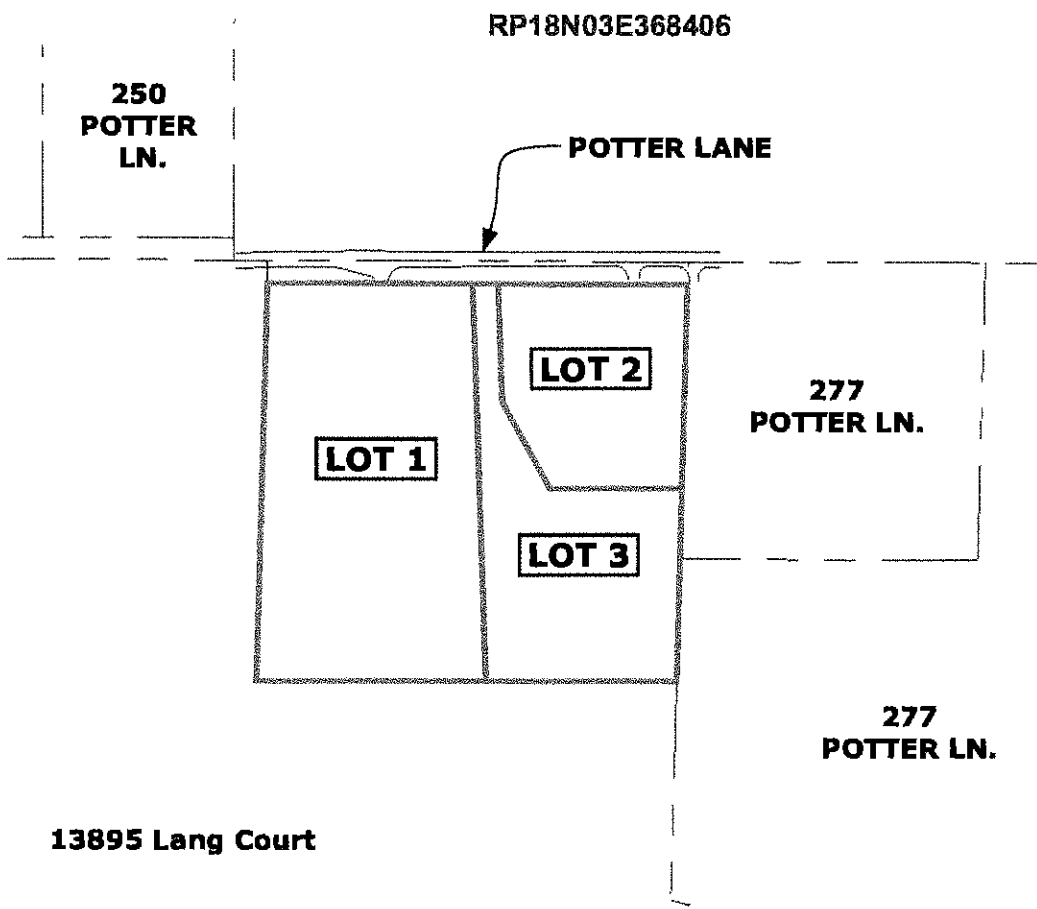 RP18N03E368406
250
POTTER
LN.
POTTER LANE
LOT 2
277
POTTER LN.
LOT 1
LOT 3
277
POTTER LN.
13895 Lang Court